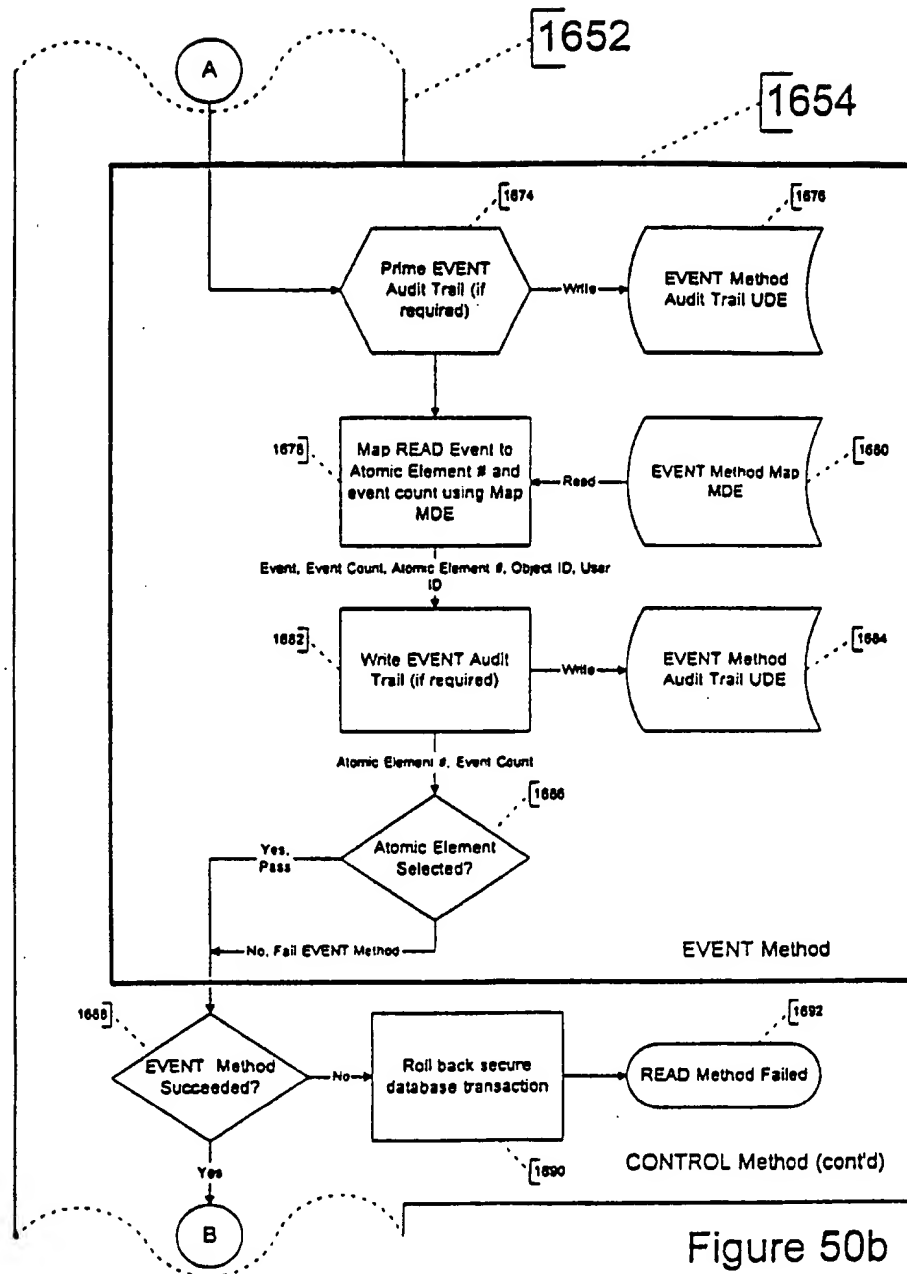 A
1652
1654
1674
1676
Prime EVENT
Audit Trail (if
required)
Write
EVENT Method
Audit Trail UDE
1678
Map READ Event to
Atomic Element # and
event count using Map
MDE
Read
EVENT Method Map
MDE
1680
Event, Event Count, Atomic Element #, Object ID, User
ID
1682
Write EVENT Audit
Trail (if required)
Write
EVENT Method
Audit Trail UDE
1684
Atomic Element #, Event Count
1686
Yes,
Pass
Atomic Element
Selected?
No, Fail EVENT Method
EVENT Method
1688
EVENT Method
Succeeded?
No
Roll back secure
database transaction
1692
READ Method Failed
Yes
1690
CONTROL Method (cont'd)
B
Figure 50b